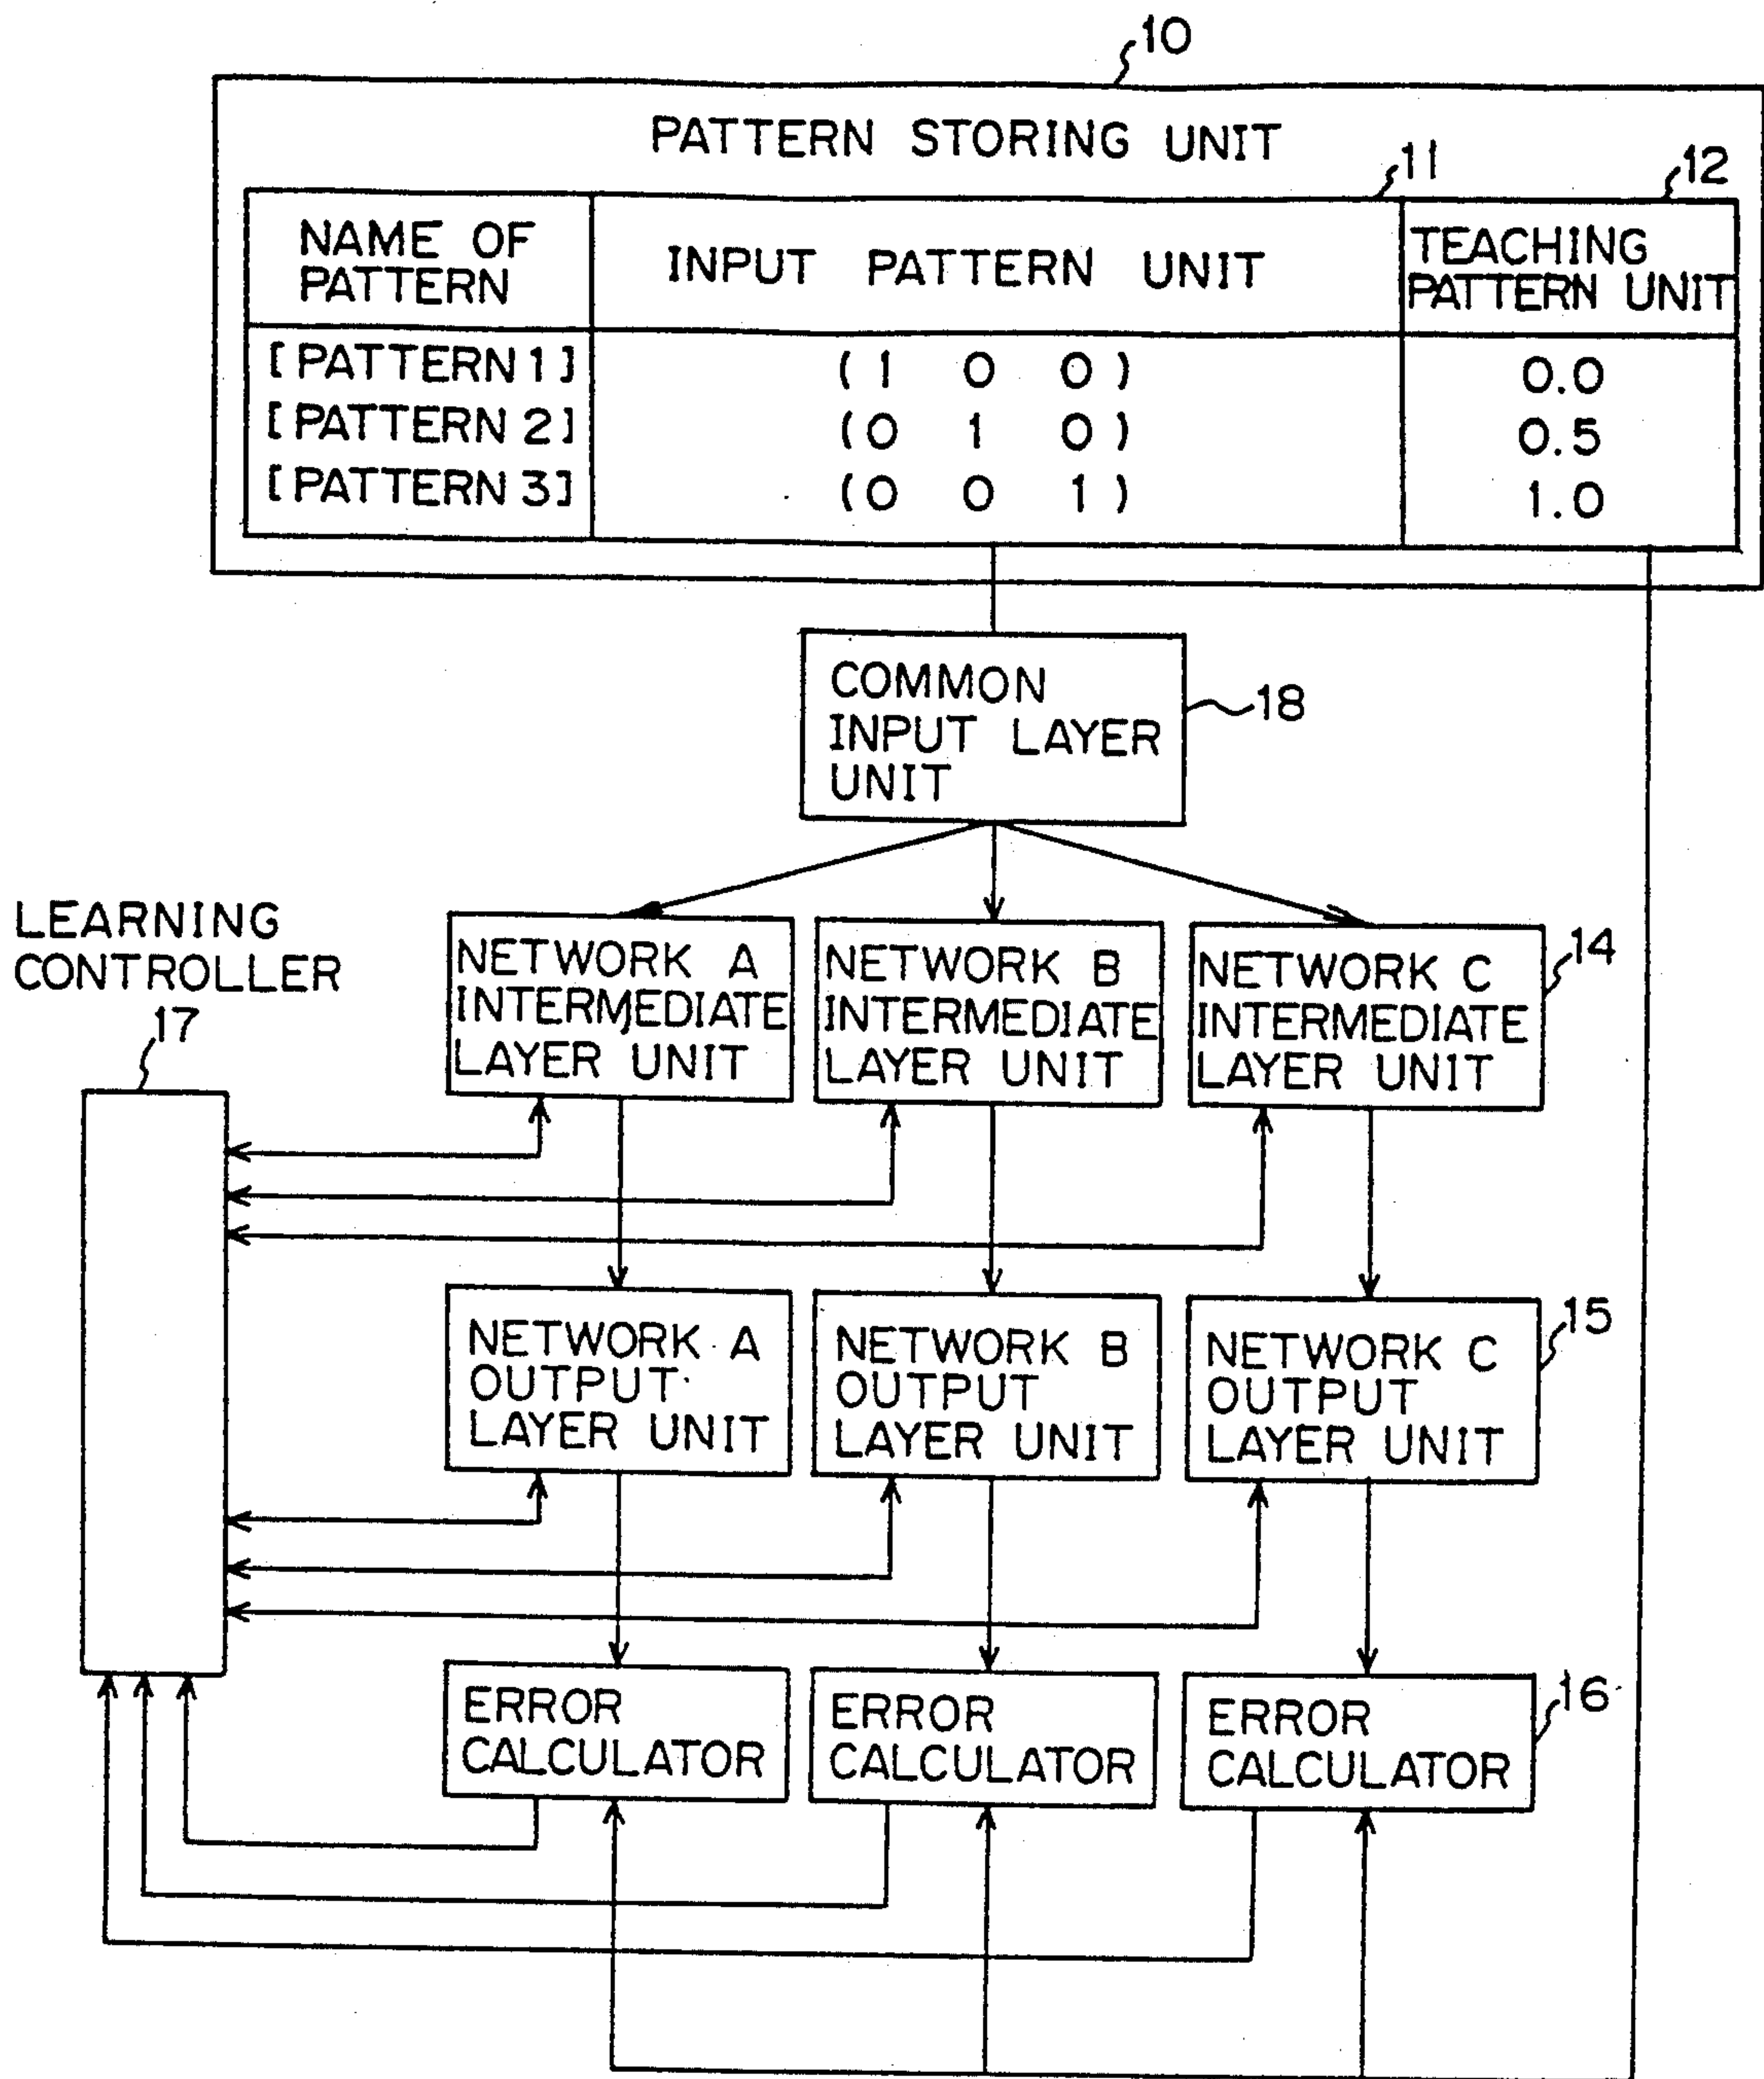 10
PATTERN STORING UNIT
11
12
NAME OF PATTERN
INPUT PATTERN UNIT
TEACHING PATTERN UNIT
[PATTERN 1] (1 0 0) 0.0
[PATTERN 2] (0 1 0) 0.5
[PATTERN 3] (0 0 1) 1.0
COMMON
INPUT LAYER
UNIT
18
LEARNING
CONTROLLER
17
NETWORK A
INTERMEDIATE
LAYER UNIT
NETWORK B
INTERMEDIATE
LAYER UNIT
NETWORK C
INTERMEDIATE
LAYER UNIT
14
NETWORK A
OUTPUT
LAYER UNIT
NETWORK B
OUTPUT
LAYER UNIT
NETWORK C
OUTPUT
LAYER UNIT
15
ERROR
CALCULATOR
ERROR
CALCULATOR
ERROR
CALCULATOR
16